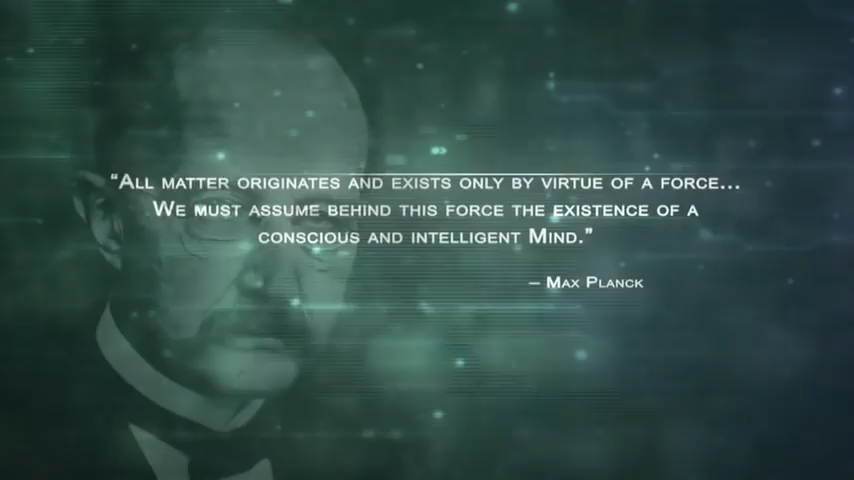 “All matter originates and exists only by virtue of a force...
We must assume behind this force the existence of a
conscious and intelligent Mind.”
– Max Planck